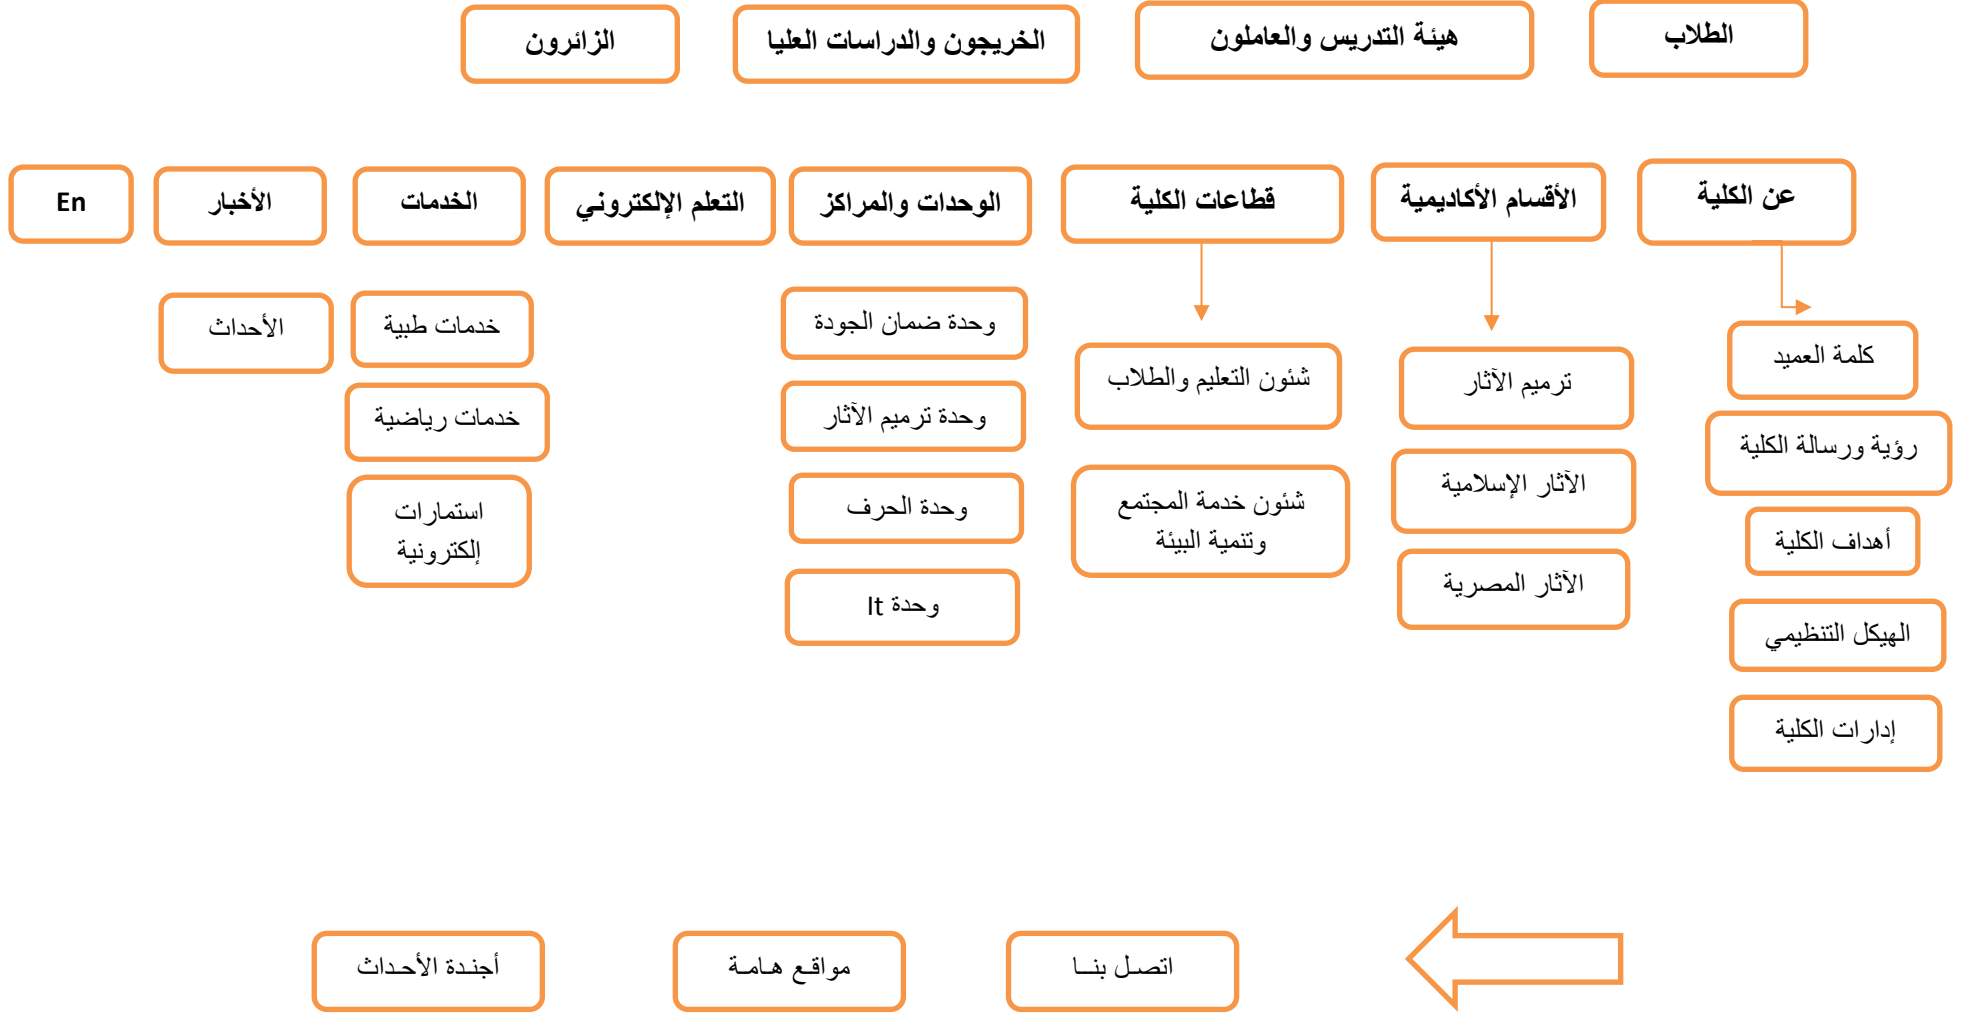 الطلاب
هيئة التدريس والعاملون
الخريجون والدراسات العليا
الزائرون
عن الكلية
الأقسام الأكاديمية
قطاعات الكلية
الوحدات والمراكز
التعلم الإلكتروني
الخدمات
الأخبار
En
كلمة العميد
رؤية ورسالة الكلية
أهداف الكلية
الهيكل التنظيمي
إدارات الكلية
ترميم الآثار
الآثار الإسلامية
الآثار المصرية
شئون التعليم والطلاب
شئون خدمة المجتمع
وتنمية البيئة
وحدة ضمان الجودة
وحدة ترميم الآثار
وحدة الحرف
وحدة It
خدمات طبية
خدمات رياضية
استمارات
إلكترونية
الأحداث
اتصل بنا
مواقع هامة
أجندة الأحداث